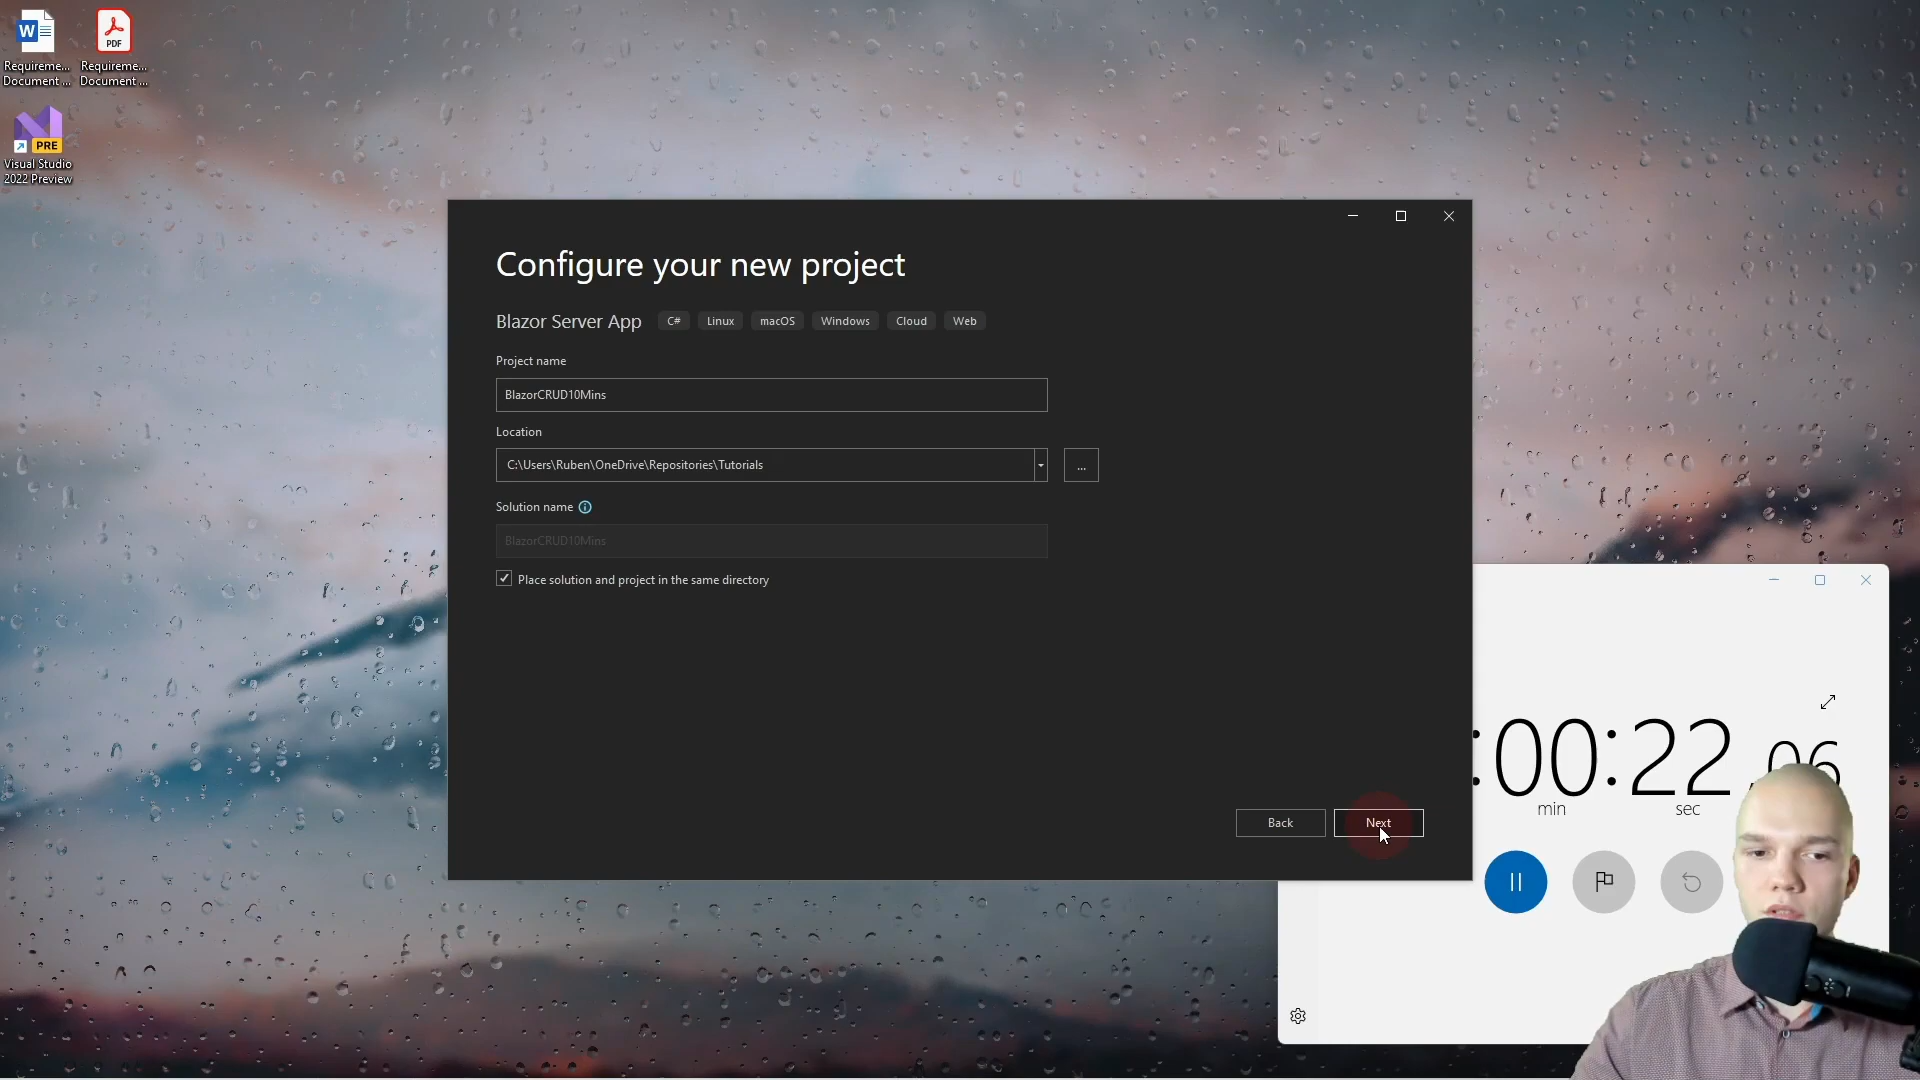 W
PDF
Requireme...
Document ...
Requireme...
Document ...
PRE
Visual Studio
2022 Preview
Configure your new project
Blazor Server App
C#
Linux
macOS
Windows
Cloud
Web
Project name
BlazorCRUD10Mins
Location
C:\Users\Ruben\OneDrive\Repositories\Tutorials
...
Solution name
BlazorCRUD10Mins
Place solution and project in the same directory
Back
Next
:00:22.06
min
sec